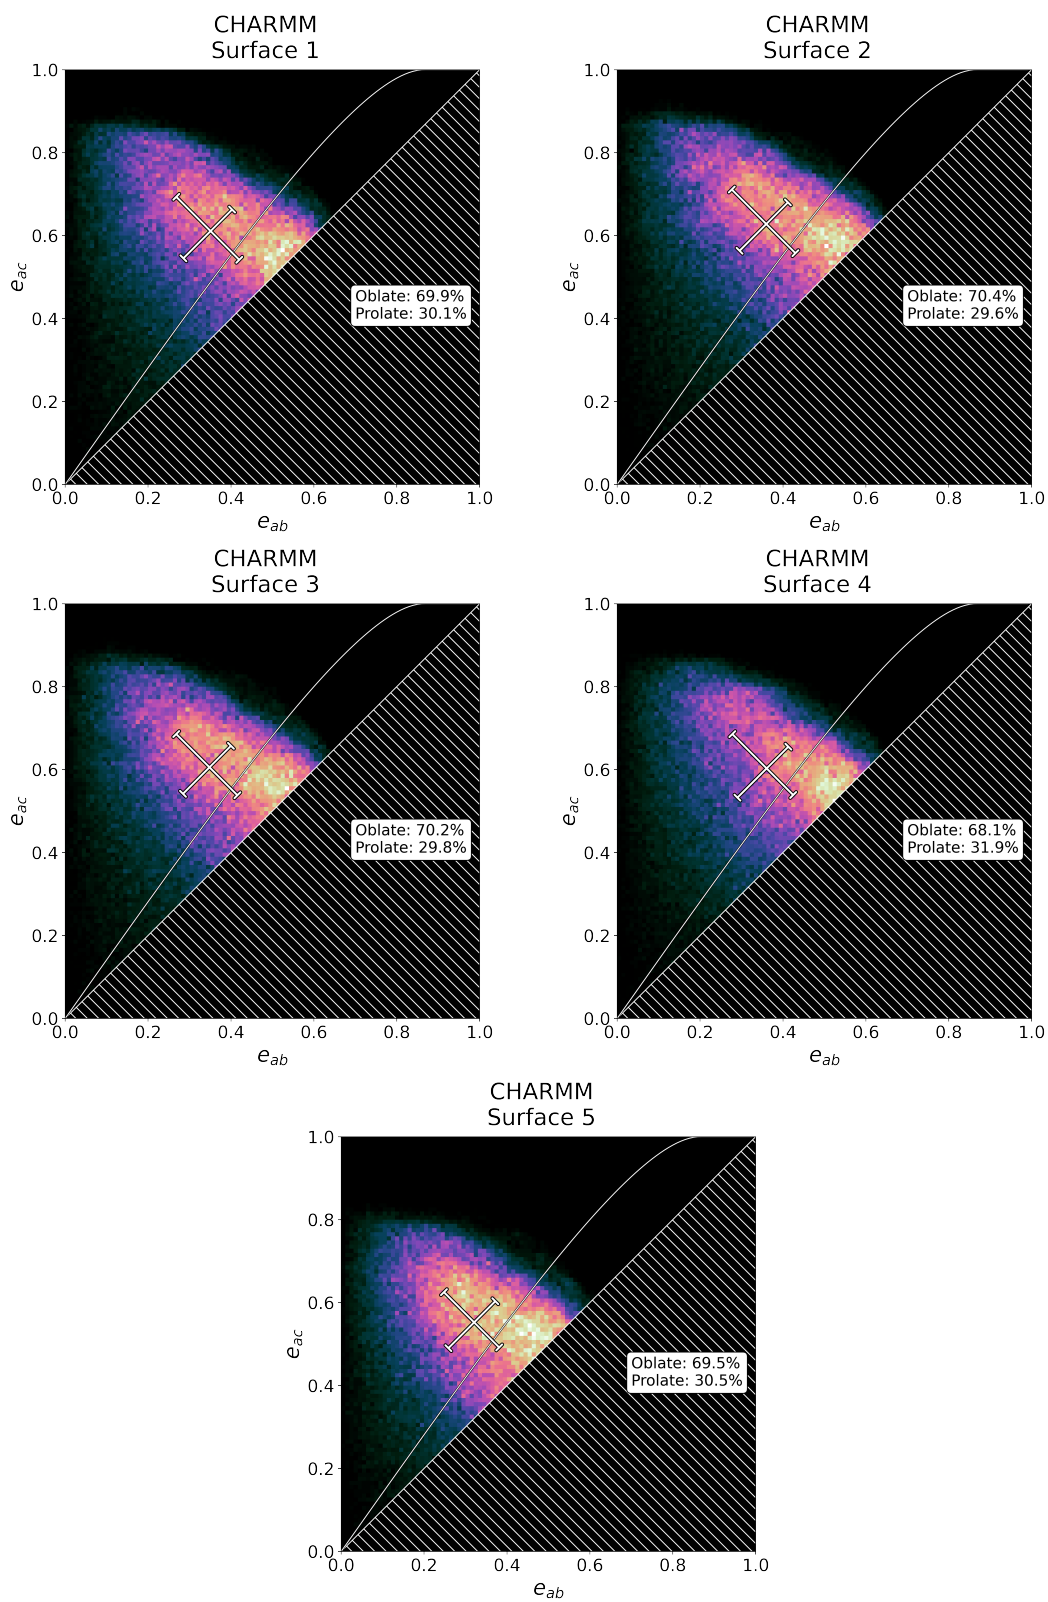 CHARMM
Surface 1
1.0
0.8
0.6
0.4
0.2
0.0
e_ac
Oblate: 69.9%
Prolate: 30.1%
0.0 0.2 0.4 0.6 0.8 1.0
e_ab
CHARMM
Surface 2
1.0
0.8
0.6
0.4
0.2
0.0
e_ac
Oblate: 70.4%
Prolate: 29.6%
0.0 0.2 0.4 0.6 0.8 1.0
e_ab
CHARMM
Surface 3
1.0
0.8
0.6
0.4
0.2
0.0
e_ac
Oblate: 70.2%
Prolate: 29.8%
0.0 0.2 0.4 0.6 0.8 1.0
e_ab
CHARMM
Surface 4
1.0
0.8
0.6
0.4
0.2
0.0
e_ac
Oblate: 68.1%
Prolate: 31.9%
0.0 0.2 0.4 0.6 0.8 1.0
e_ab
CHARMM
Surface 5
1.0
0.8
0.6
0.4
0.2
0.0
e_ac
Oblate: 69.5%
Prolate: 30.5%
0.0 0.2 0.4 0.6 0.8 1.0
e_ab